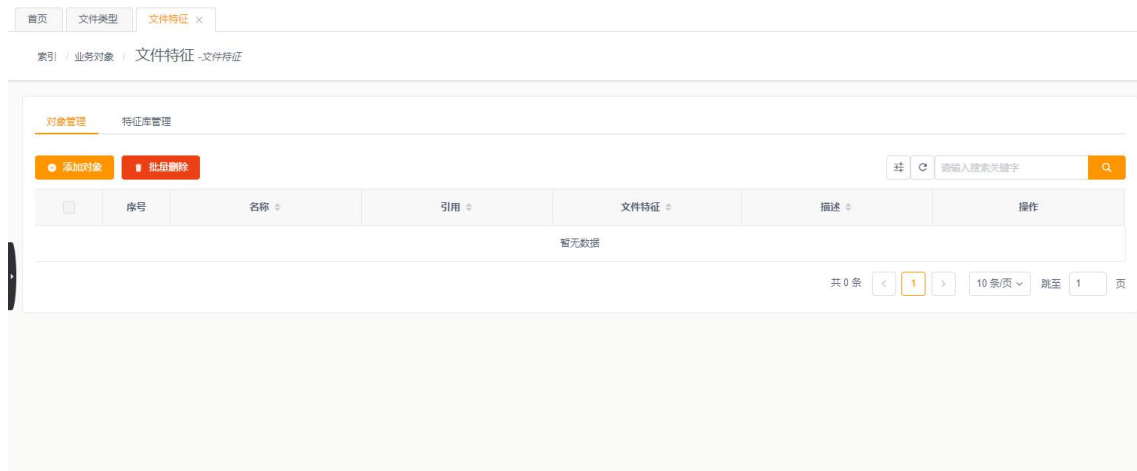 首页 文件类型 文件特征 ×
索引 / 业务对象 / 文件特征 -文件特征
对象管理 特征库管理
添加对象 批量删除 请输入搜索关键字
序号 名称 引用 文件特征 描述 操作
暂无数据
共 0 条 < 1 > 10 条/页 跳至 1 页